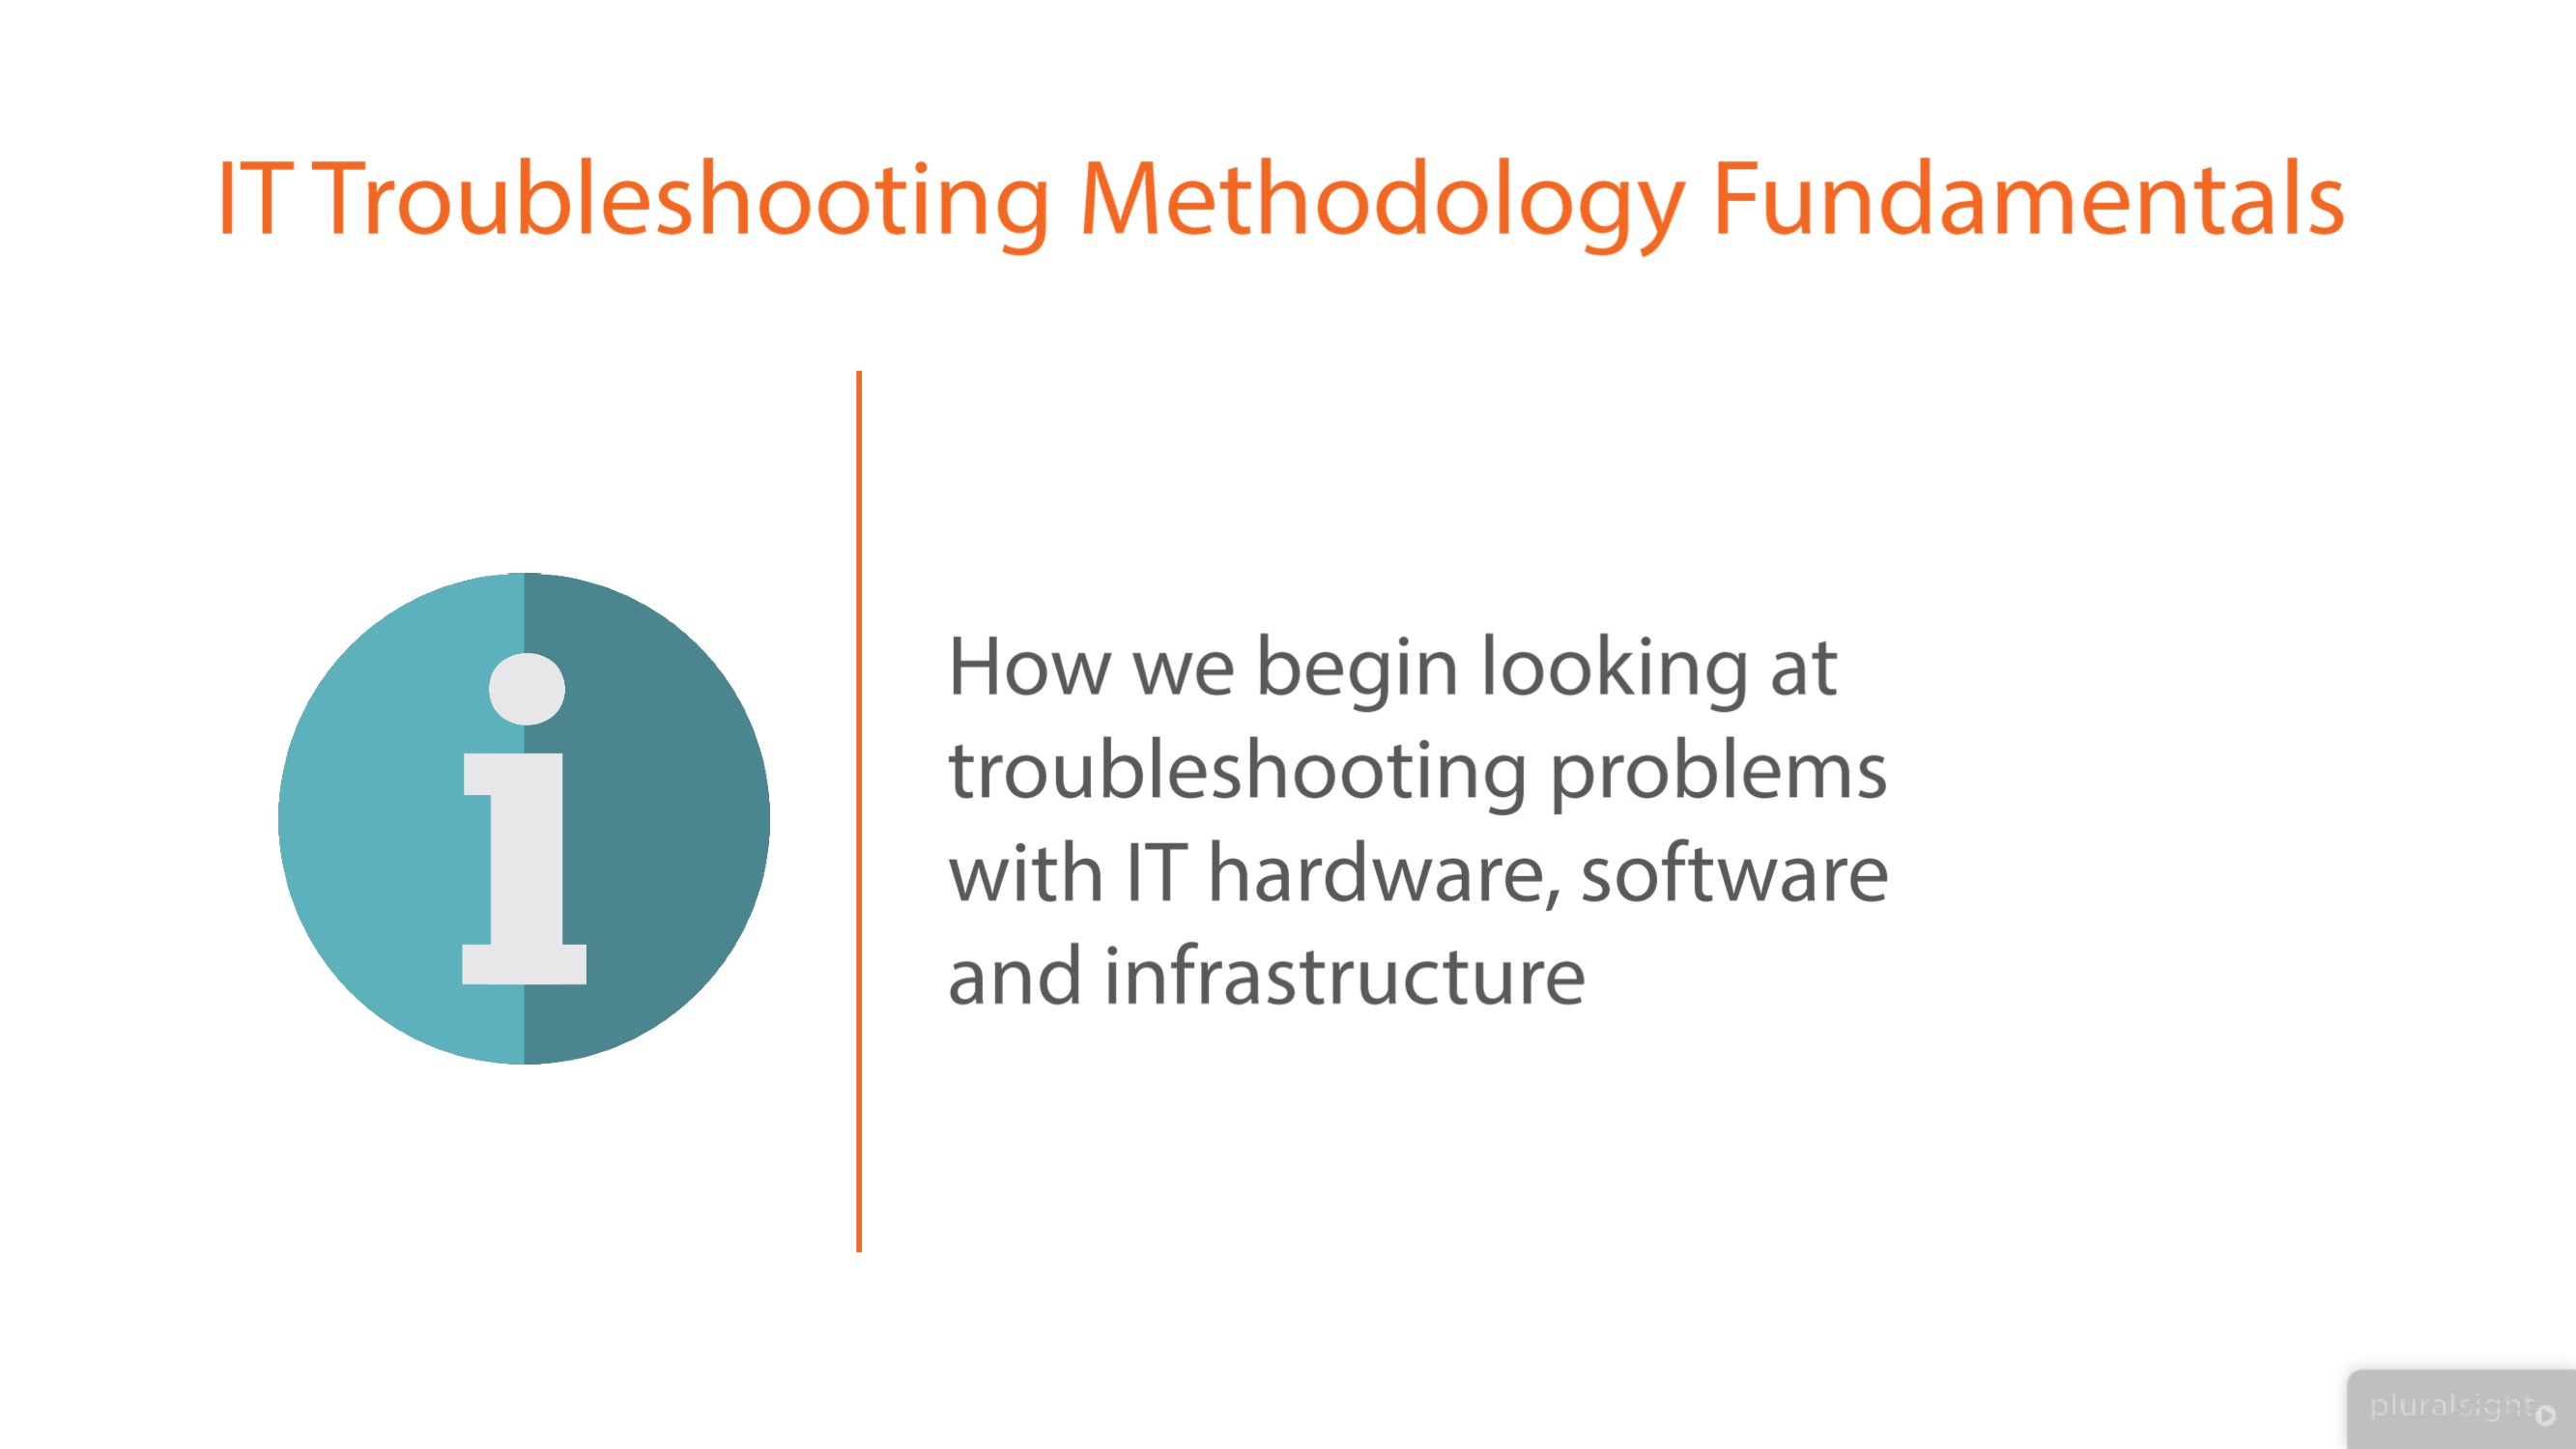 IT Troubleshooting Methodology Fundamentals
How we begin looking at
troubleshooting problems
with IT hardware, software
and infrastructure
pluralsight